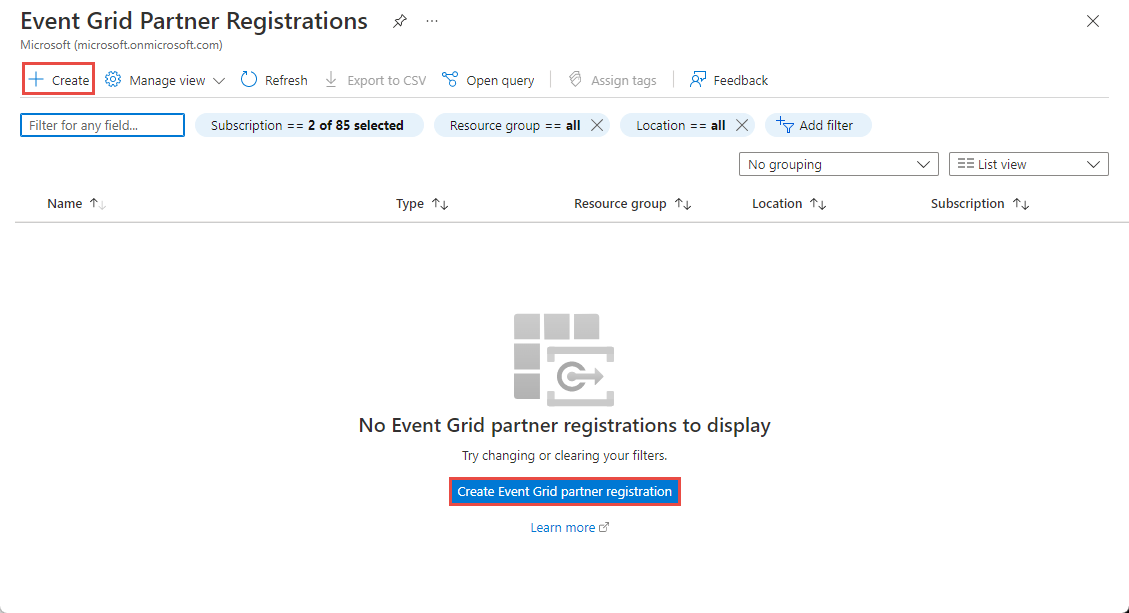 Event Grid Partner Registrations
Microsoft (microsoft.onmicrosoft.com)
Create Manage view Refresh Export to CSV Open query Assign tags Feedback
Filter for any field... Subscription == 2 of 85 selected Resource group == all Location == all Add filter
No grouping List view
Name Type Resource group Location Subscription
No Event Grid partner registrations to display
Try changing or clearing your filters.
Create Event Grid partner registration
Learn more